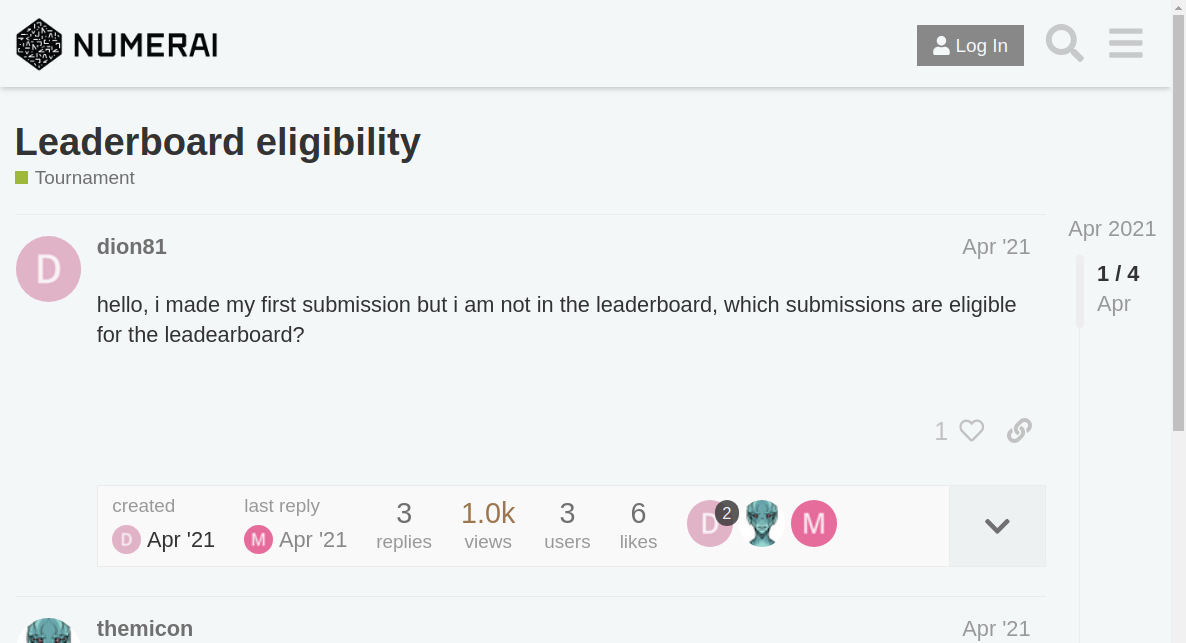 NUMERAI
Log In
Leaderboard eligibility
Tournament
Apr 2021
1 / 4
Apr
D
dion81
Apr '21
hello, i made my first submission but i am not in the leaderboard, which submissions are eligible
for the leadearboard?
1
created
D Apr '21
last reply
M Apr '21
3
replies
1.0k
views
3
users
6
likes
D 2
M
themicon
Apr '21